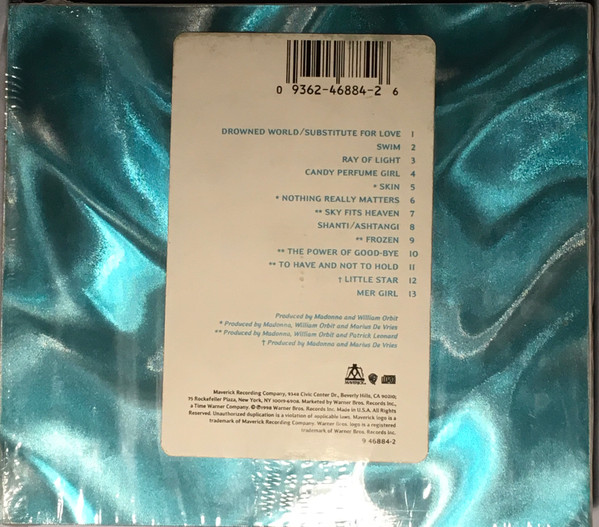 0 9362-46884-2 6
DROWNED WORLD/SUBSTITUTE FOR LOVE 1
SWIM 2
RAY OF LIGHT 3
CANDY PERFUME GIRL 4
* SKIN 5
* NOTHING REALLY MATTERS 6
** SKY FITS HEAVEN 7
SHANTI/ASHTANGI 8
** FROZEN 9
** THE POWER OF GOOD-BYE 10
** TO HAVE AND NOT TO HOLD 11
† LITTLE STAR 12
MER GIRL 13
Produced by Madonna and William Orbit
* Produced by Madonna, William Orbit and Marius De Vries
** Produced by Madonna, William Orbit and Patrick Leonard
† Produced by Madonna and Marius De Vries
MAVERICK
Maverick Recording Company, 9348 Civic Center Dr., Beverly Hills, CA 90210,
75 Rockefeller Plaza, New York, NY 10019-6908. Marketed by Warner Bros. Records Inc.,
a Time Warner Company. © ℗ 1998 Warner Bros. Records Inc. Made in U.S.A. All Rights
Reserved. Unauthorized duplication is a violation of applicable laws. Maverick logo is a
trademark of Maverick Recording Company. Warner Bros. logo is a registered
trademark of Warner Bros. Records Inc.
9 46884-2